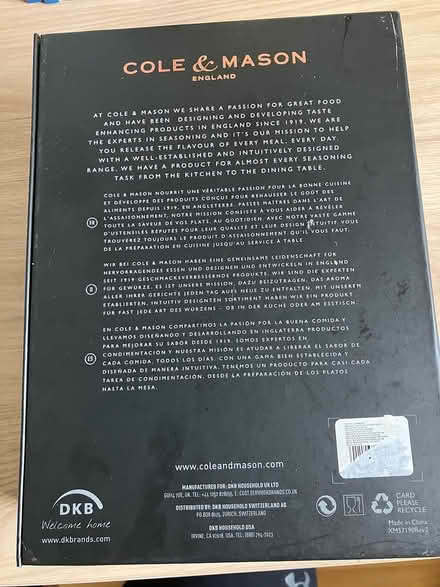 COLE & MASON
ENGLAND
AT COLE & MASON WE SHARE A PASSION FOR GREAT FOOD
AND HAVE BEEN DESIGNING AND DEVELOPING TASTE
ENHANCING PRODUCTS IN ENGLAND SINCE 1919. WE ARE
THE EXPERTS IN SEASONING AND IT'S OUR MISSION TO HELP
YOU RELEASE THE FLAVOUR OF EVERY MEAL, EVERY DAY.
WITH A WELL-ESTABLISHED AND INTUITIVELY DESIGNED
RANGE, WE HAVE A PRODUCT FOR ALMOST EVERY SEASONING
TASK FROM THE KITCHEN TO THE DINING TABLE.
FR
COLE & MASON NOURRIT UNE VÉRITABLE PASSION POUR LA BONNE CUISINE
ET DÉVELOPPE DES PRODUITS CONÇUS POUR REHAUSSER LE GOÛT DES
ALIMENTS DEPUIS 1919, EN ANGLETERRE. PASSÉS MAÎTRES DANS L'ART DE
L'ASSAISONNEMENT, NOTRE MISSION CONSISTE À VOUS AIDER À RÉVÉLER
TOUTE LA SAVEUR DE VOS PLATS, AU QUOTIDIEN. AVEC NOTRE VASTE GAMME
D'USTENSILES RÉPUTÉS POUR LEUR QUALITÉ ET LEUR DESIGN INTUITIF, VOUS
TROUVEREZ TOUJOURS LE PRODUIT D'ASSAISONNEMENT QU'IL VOUS FAUT,
DE LA PRÉPARATION EN CUISINE JUSQU'AU SERVICE À TABLE.
WIR BEI COLE & MASON HABEN EINE GEMEINSAME LEIDENSCHAFT FÜR
HERVORRAGENDES ESSEN UND DESIGNEN UND ENTWICKELN IN ENGLAND
SEIT 1919 GESCHMACKSVERBESSERNDE PRODUKTE. WIR SIND DIE EXPERTEN
FÜR GEWÜRZE. ES IST UNSERE MISSION, DAZU BEIZUTRAGEN, DAS AROMA
ALLER IHRER GERICHTE JEDEN TAG AUFS NEUE ZU ENTFALTEN. MIT UNSEREM
ETABLIERTEN, INTUITIV DESIGNTEN SORTIMENT HABEN WIR EIN PRODUKT
FÜR FAST JEDE ART DES WÜRZENS – OB IN DER KÜCHE ODER AM ESSTISCH.
ES
EN COLE & MASON COMPARTIMOS LA PASIÓN POR LA BUENA COMIDA Y
LLEVAMOS DISEÑANDO Y DESARROLLANDO EN INGLATERRA PRODUCTOS
PARA MEJORAR SU SABOR DESDE 1919. SOMOS EXPERTOS EN
CONDIMENTACIÓN Y NUESTRA MISIÓN ES AYUDAR A LIBERAR EL SABOR DE
CADA COMIDA, TODOS LOS DÍAS. CON UNA GAMA BIEN ESTABLECIDA Y
DISEÑADA DE MANERA INTUITIVA, TENEMOS UN PRODUCTO PARA CASI CADA
TAREA DE CONDIMENTACIÓN, DESDE LA PREPARACIÓN DE LOS PLATOS
HASTA LA MESA.
www.coleandmason.com
MANUFACTURED FOR: DKB HOUSEHOLD UK LTD
DISTRIBUTED BY: DKB HOUSEHOLD SWITZERLAND AG
ZURICH, SWITZERLAND
DKB HOUSEHOLD USA
DKB
Welcome home
www.dkbrands.com
CARD
PLEASE
RECYCLE
Made in China